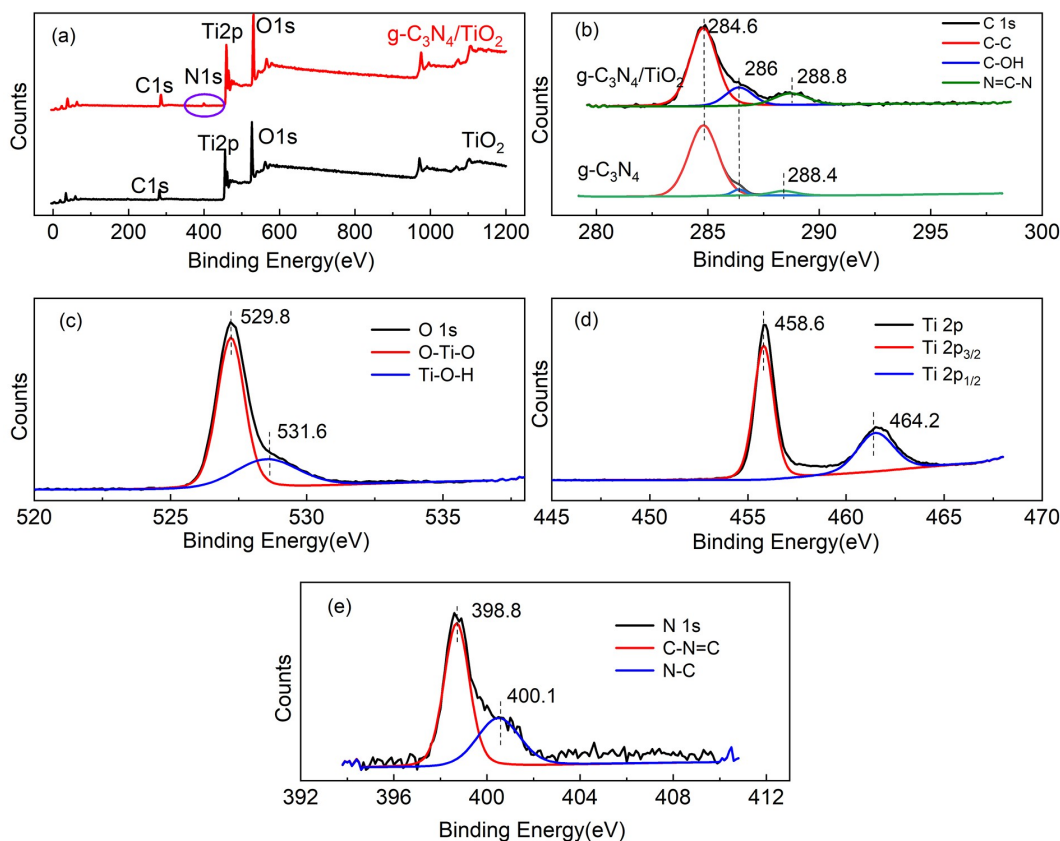 (a)
Ti2p
O1s
g-C₃N₄/TiO₂
C1s
N1s
Ti2p
O1s
TiO₂
C1s
Counts
0 200 400 600 800 1000 1200
Binding Energy(eV)
(b)
284.6
C 1s
C-C
C-OH
N=C-N
g-C₃N₄/TiO₂
286
288.8
g-C₃N₄
288.4
Counts
280 285 290 295 300
Binding Energy(eV)
(c)
529.8
O 1s
O-Ti-O
Ti-O-H
531.6
Counts
520 525 530 535
Binding Energy(eV)
(d)
458.6
Ti 2p
Ti 2p₃/₂
Ti 2p₁/₂
464.2
Counts
445 450 455 460 465 470
Binding Energy(eV)
(e)
398.8
N 1s
C-N=C
N-C
400.1
Counts
392 396 400 404 408 412
Binding Energy(eV)